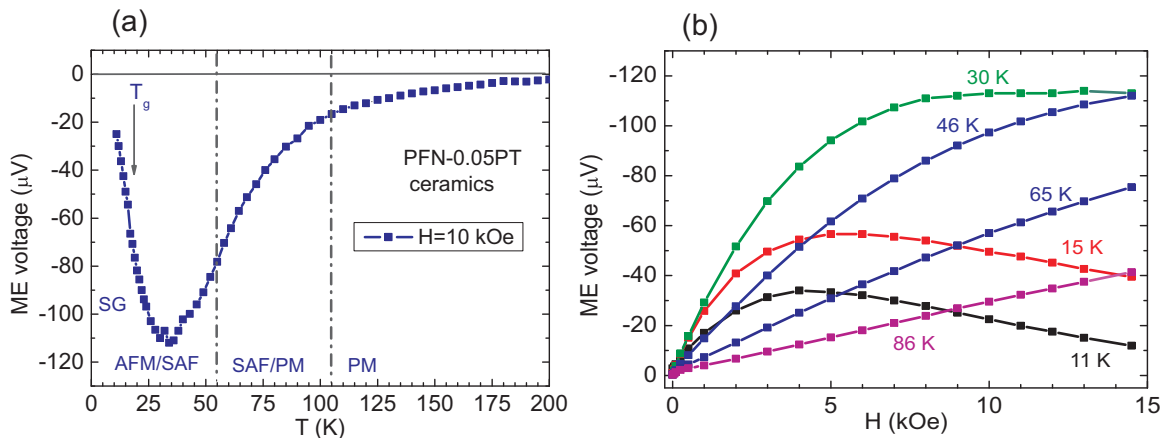 (a)
0
-20
-40
-60
-80
-100
-120
ME voltage (μV)
T_g
PFN-0.05PT
ceramics
H=10 kOe
SG
AFM/SAF
SAF/PM
PM
0 25 50 75 100 125 150 175 200
T (K)
(b)
-120
-100
-80
-60
-40
-20
0
ME voltage (μV)
30 K
46 K
65 K
15 K
86 K
11 K
0 5 10 15
H (kOe)